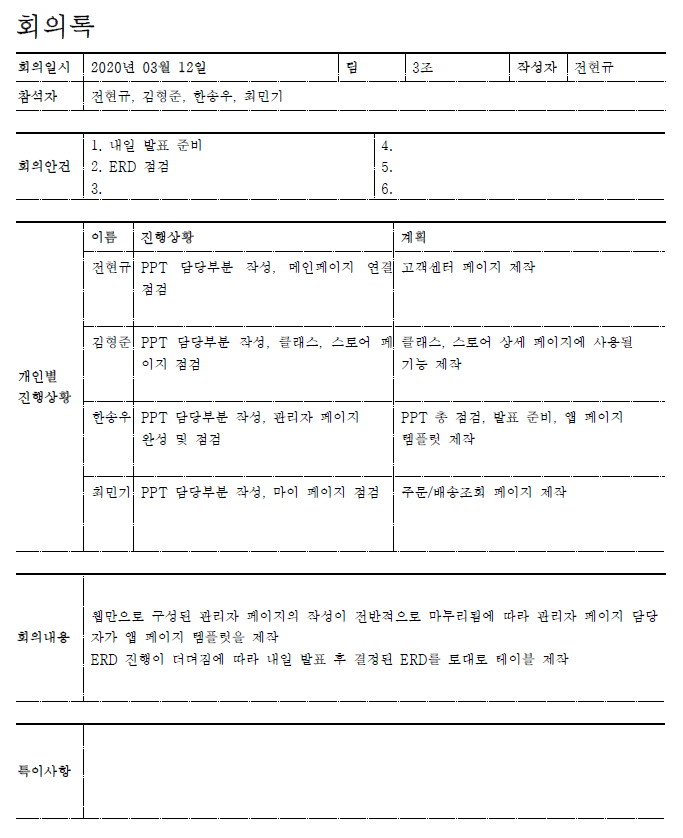 회의록
회의일시 2020년 03월 12일 팀 3조 작성자 전현규
참석자 전현규, 김형준, 한송우, 최민기
회의안건
1. 내일 발표 준비
2. ERD 점검
3.
4.
5.
6.
개인별
진행상황
이름 진행상황 계획
전현규 PPT 담당부분 작성, 메인페이지 연결 고객센터 페이지 제작
점검
김형준 PPT 담당부분 작성, 클래스, 스토어 페 클래스, 스토어 상세 페이지에 사용될
이지 점검 기능 제작
한송우 PPT 담당부분 작성, 관리자 페이지 PPT 총 점검, 발표 준비, 앱 페이지
완성 및 점검 템플릿 제작
최민기 PPT 담당부분 작성, 마이 페이지 점검 주문/배송조회 페이지 제작
회의내용
웹만으로 구성된 관리자 페이지의 작성이 전반적으로 마무리됨에 따라 관리자 페이지 담당
자가 앱 페이지 템플릿을 제작
ERD 진행이 더뎌짐에 따라 내일 발표 후 결정된 ERD를 토대로 테이블 제작
특이사항